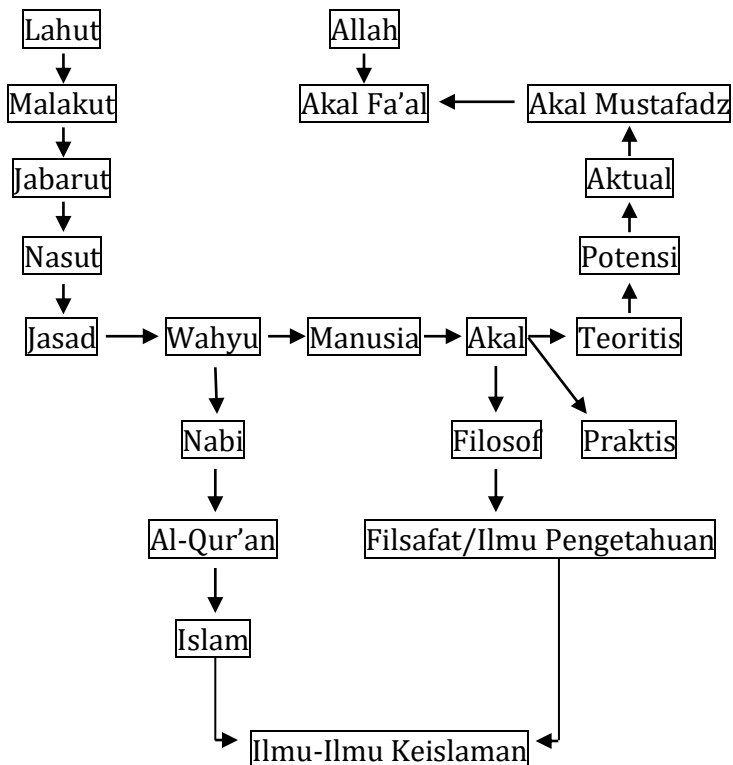 Lahut
Allah
Malakut
Akal Fa’al
Akal Mustafadz
Jabarut
Aktual
Nasut
Potensi
Jasad
Wahyu
Manusia
Akal
Teoritis
Nabi
Filosof
Praktis
Al-Qur’an
Filsafat/Ilmu Pengetahuan
Islam
Ilmu-Ilmu Keislaman